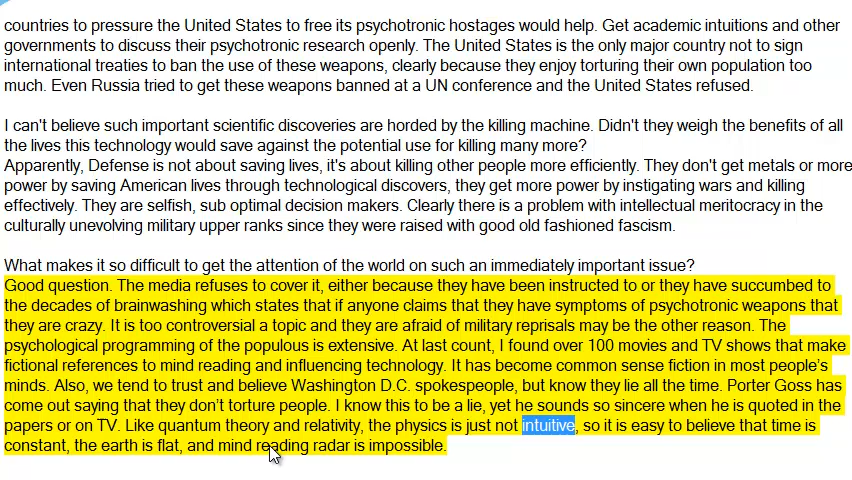 countries to pressure the United States to free its psychotronic hostages would help. Get academic intuitions and other
governments to discuss their psychotronic research openly. The United States is the only major country not to sign
international treaties to ban the use of these weapons, clearly because they enjoy torturing their own population too
much. Even Russia tried to get these weapons banned at a UN conference and the United States refused.
I can't believe such important scientific discoveries are horded by the killing machine. Didn't they weigh the benefits of all
the lives this technology would save against the potential use for killing many more?
Apparently, Defense is not about saving lives, it's about killing other people more efficiently. They don't get metals or more
power by saving American lives through technological discovers, they get more power by instigating wars and killing
effectively. They are selfish, sub optimal decision makers. Clearly there is a problem with intellectual meritocracy in the
culturally unevolving military upper ranks since they were raised with good old fashioned fascism.
What makes it so difficult to get the attention of the world on such an immediately important issue?
Good question. The media refuses to cover it, either because they have been instructed to or they have succumbed to
the decades of brainwashing which states that if anyone claims that they have symptoms of psychotronic weapons that
they are crazy. It is too controversial a topic and they are afraid of military reprisals may be the other reason. The
psychological programming of the populous is extensive. At last count, I found over 100 movies and TV shows that make
fictional references to mind reading and influencing technology. It has become common sense fiction in most people's
minds. Also, we tend to trust and believe Washington D.C. spokespeople, but know they lie all the time. Porter Goss has
come out saying that they don't torture people. I know this to be a lie, yet he sounds so sincere when he is quoted in the
papers or on TV. Like quantum theory and relativity, the physics is just not intuitive, so it is easy to believe that time is
constant, the earth is flat, and mind reading radar is impossible.